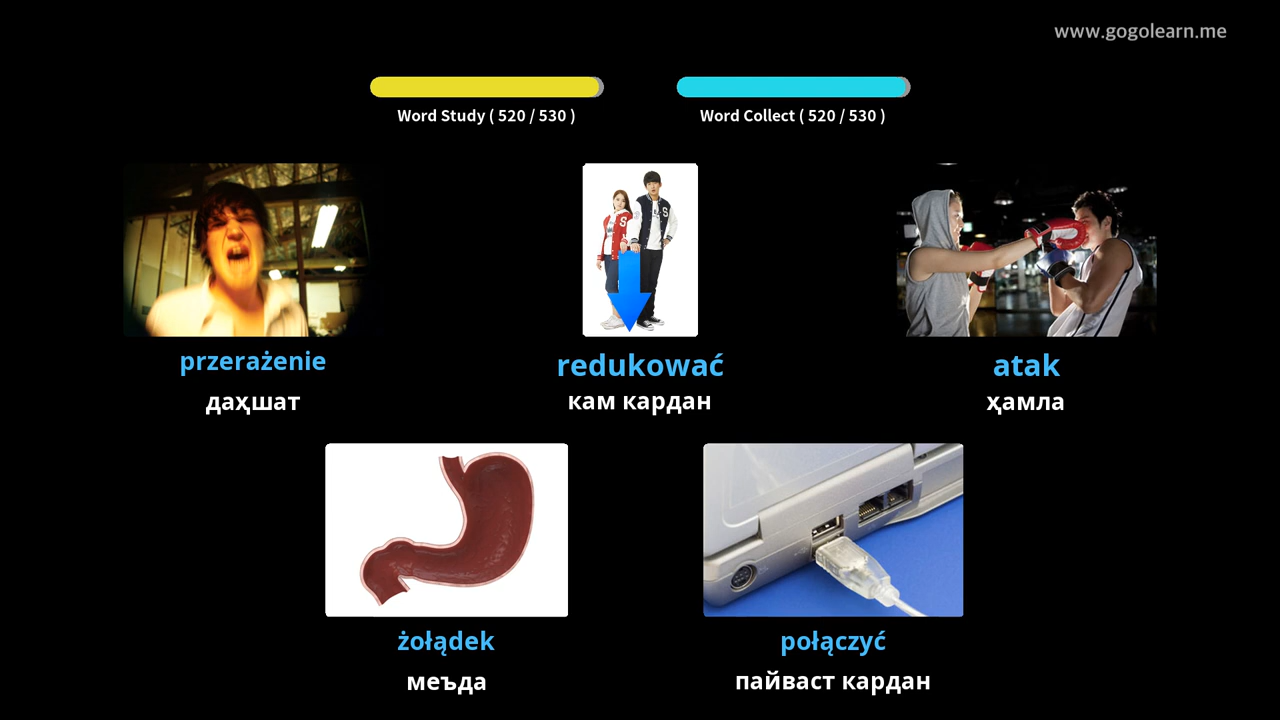 www.gogolearn.me
Word Study ( 520 / 530 )
Word Collect ( 520 / 530 )
przerażenie
redukować
atak
даҳшат
кам кардан
ҳамла
żołądek
połączyć
меъда
пайваст кардан